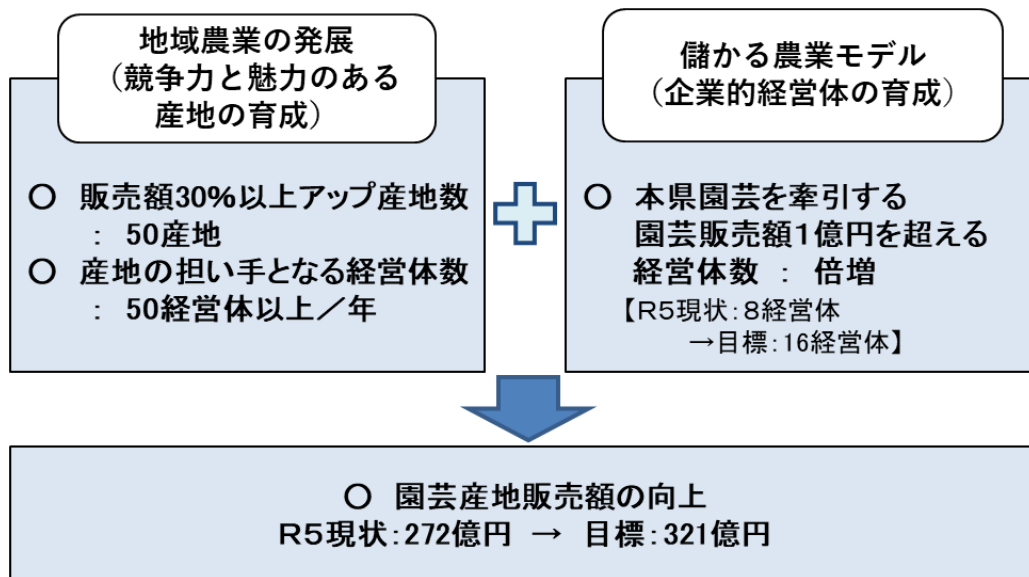 地域農業の発展
（競争力と魅力のある
産地の育成）
〇 販売額30%以上アップ産地数
： 50産地
〇 産地の担い手となる経営体数
： 50経営体以上／年
儲かる農業モデル
（企業的経営体の育成）
〇 本県園芸を牽引する
園芸販売額1億円を超える
経営体数 ： 倍増
【R5現状：8経営体
→目標：16経営体】
〇 園芸産地販売額の向上
R5現状：272億円 → 目標：321億円